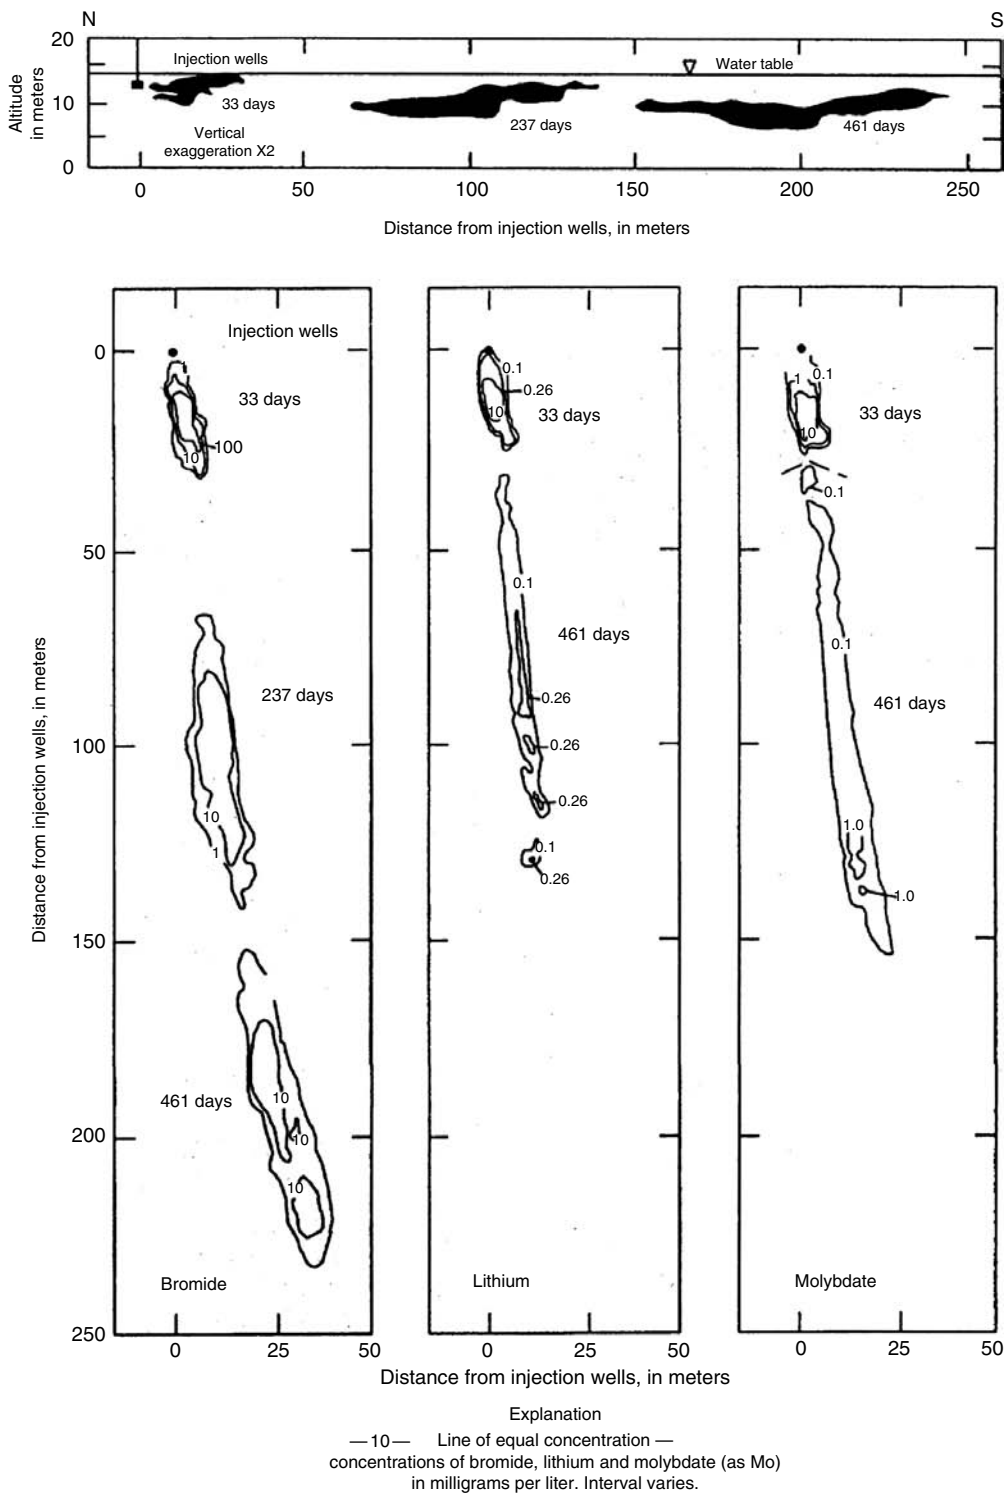 N
S
20
10
0
Altitude
in meters
Injection wells
Water table
33 days
237 days
461 days
Vertical
exaggeration X2
0
50
100
150
200
250
Distance from injection wells, in meters
Distance from injection wells, in meters
0
50
100
150
200
250
Injection wells
1
33 days
100
10
237 days
10
1
461 days
10
10
10
Bromide
0
25
50
0.1
0.26
10
33 days
0.1
461 days
0.26
0.26
0.26
0.1
0.26
Lithium
0
25
50
1
0.1
33 days
10
0.1
0.1
461 days
1.0
1.0
Molybdate
0
25
50
Distance from injection wells, in meters
Explanation
—10— Line of equal concentration —
concentrations of bromide, lithium and molybdate (as Mo)
in milligrams per liter. Interval varies.